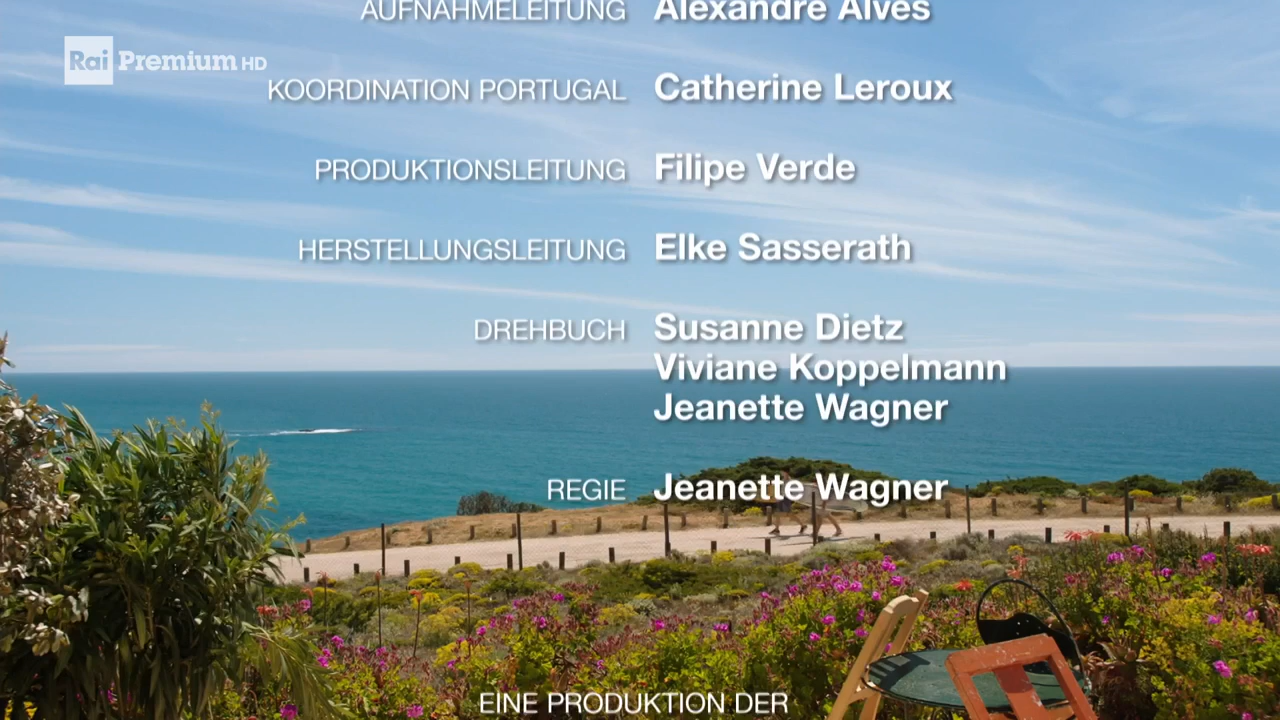 AUFNAHMELEITUNG Alexandre Alves
Rai Premium HD
KOORDINATION PORTUGAL Catherine Leroux
PRODUKTIONSLEITUNG Filipe Verde
HERSTELLUNGSLEITUNG Elke Sasserath
DREHBUCH Susanne Dietz
Viviane Koppelmann
Jeanette Wagner
REGIE Jeanette Wagner
EINE PRODUKTION DER